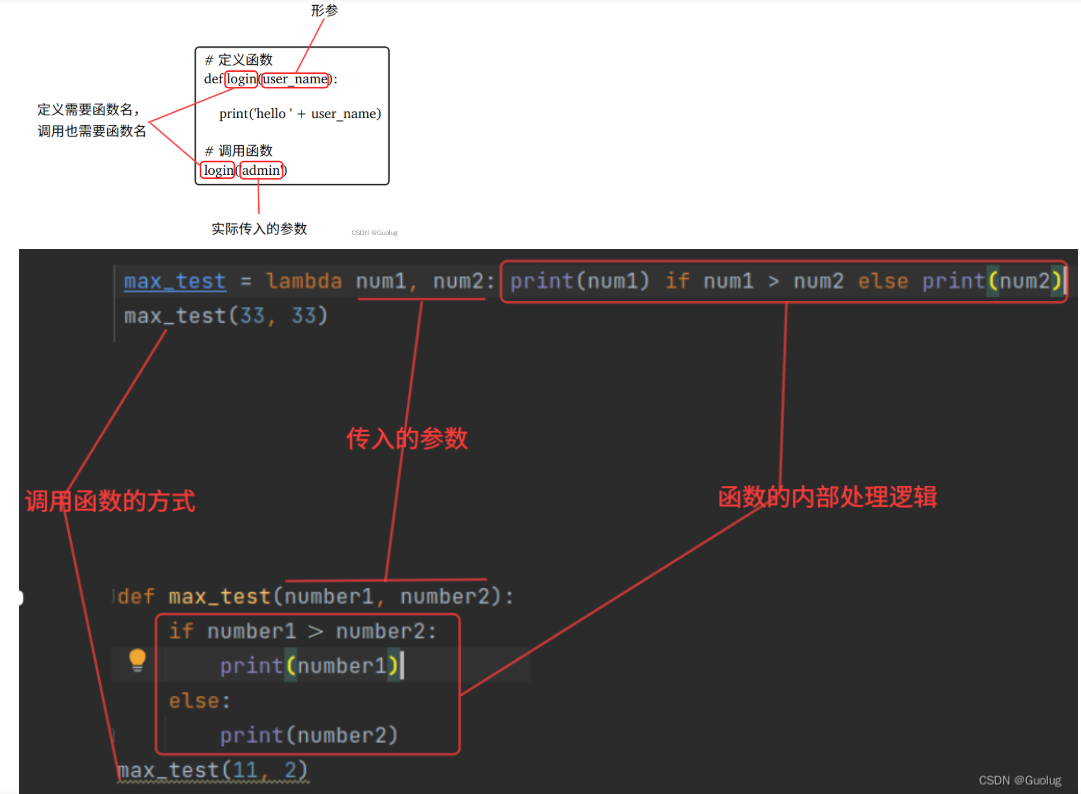 形参
# 定义函数
def login(user_name):
定义需要函数名，
调用也需要函数名
print('hello ' + user_name)
# 调用函数
login('admin')
实际传入的参数
CSDN @Guolug
max_test = lambda num1, num2: print(num1) if num1 > num2 else print(num2)
max_test(33, 33)
传入的参数
调用函数的方式
函数的内部处理逻辑
def max_test(number1, number2):
if number1 > number2:
print(number1)
else:
print(number2)
max_test(11, 2)
CSDN @Guolug